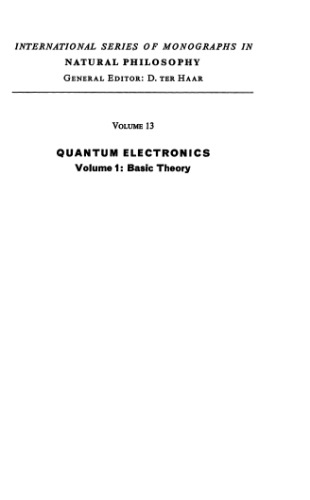 INTERNATIONAL SERIES OF MONOGRAPHS IN
NATURAL PHILOSOPHY
GENERAL EDITOR: D. TER HAAR
VOLUME 13
QUANTUM ELECTRONICS
Volume 1: Basic Theory